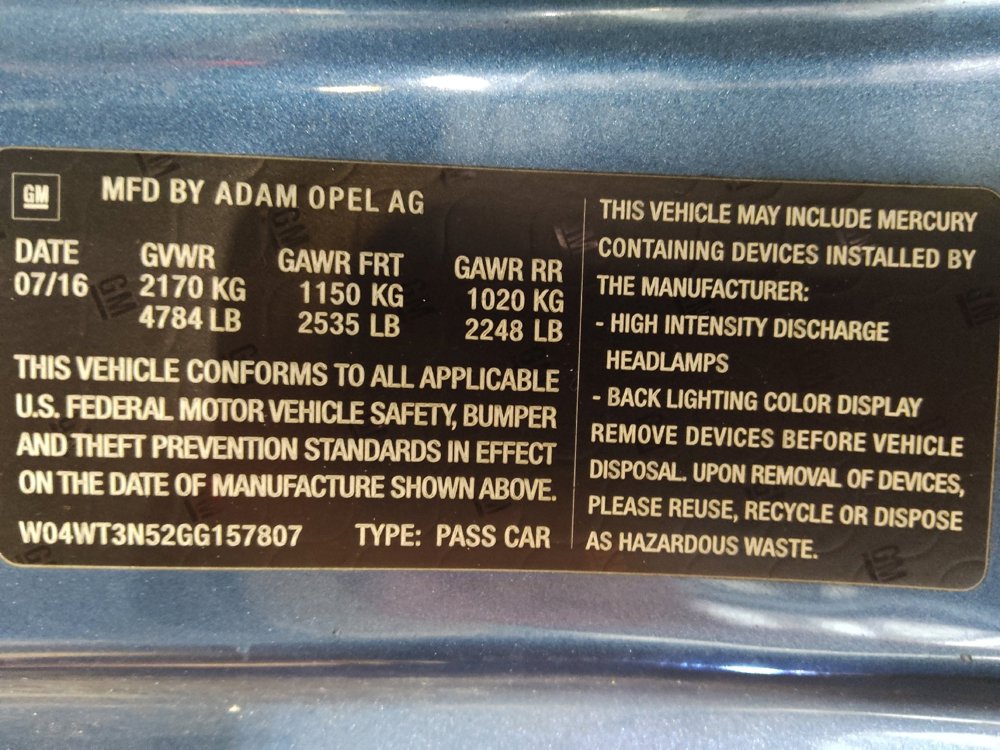 GM
MFD BY ADAM OPEL AG
DATE GVWR GAWR FRT GAWR RR
07/16 2170 KG 1150 KG 1020 KG
4784 LB 2535 LB 2248 LB
THIS VEHICLE CONFORMS TO ALL APPLICABLE
U.S. FEDERAL MOTOR VEHICLE SAFETY, BUMPER
AND THEFT PREVENTION STANDARDS IN EFFECT
ON THE DATE OF MANUFACTURE SHOWN ABOVE.
W04WT3N52GG157807 TYPE: PASS CAR
THIS VEHICLE MAY INCLUDE MERCURY
CONTAINING DEVICES INSTALLED BY
THE MANUFACTURER:
- HIGH INTENSITY DISCHARGE
HEADLAMPS
- BACK LIGHTING COLOR DISPLAY
REMOVE DEVICES BEFORE VEHICLE
DISPOSAL. UPON REMOVAL OF DEVICES,
PLEASE REUSE, RECYCLE OR DISPOSE
AS HAZARDOUS WASTE.